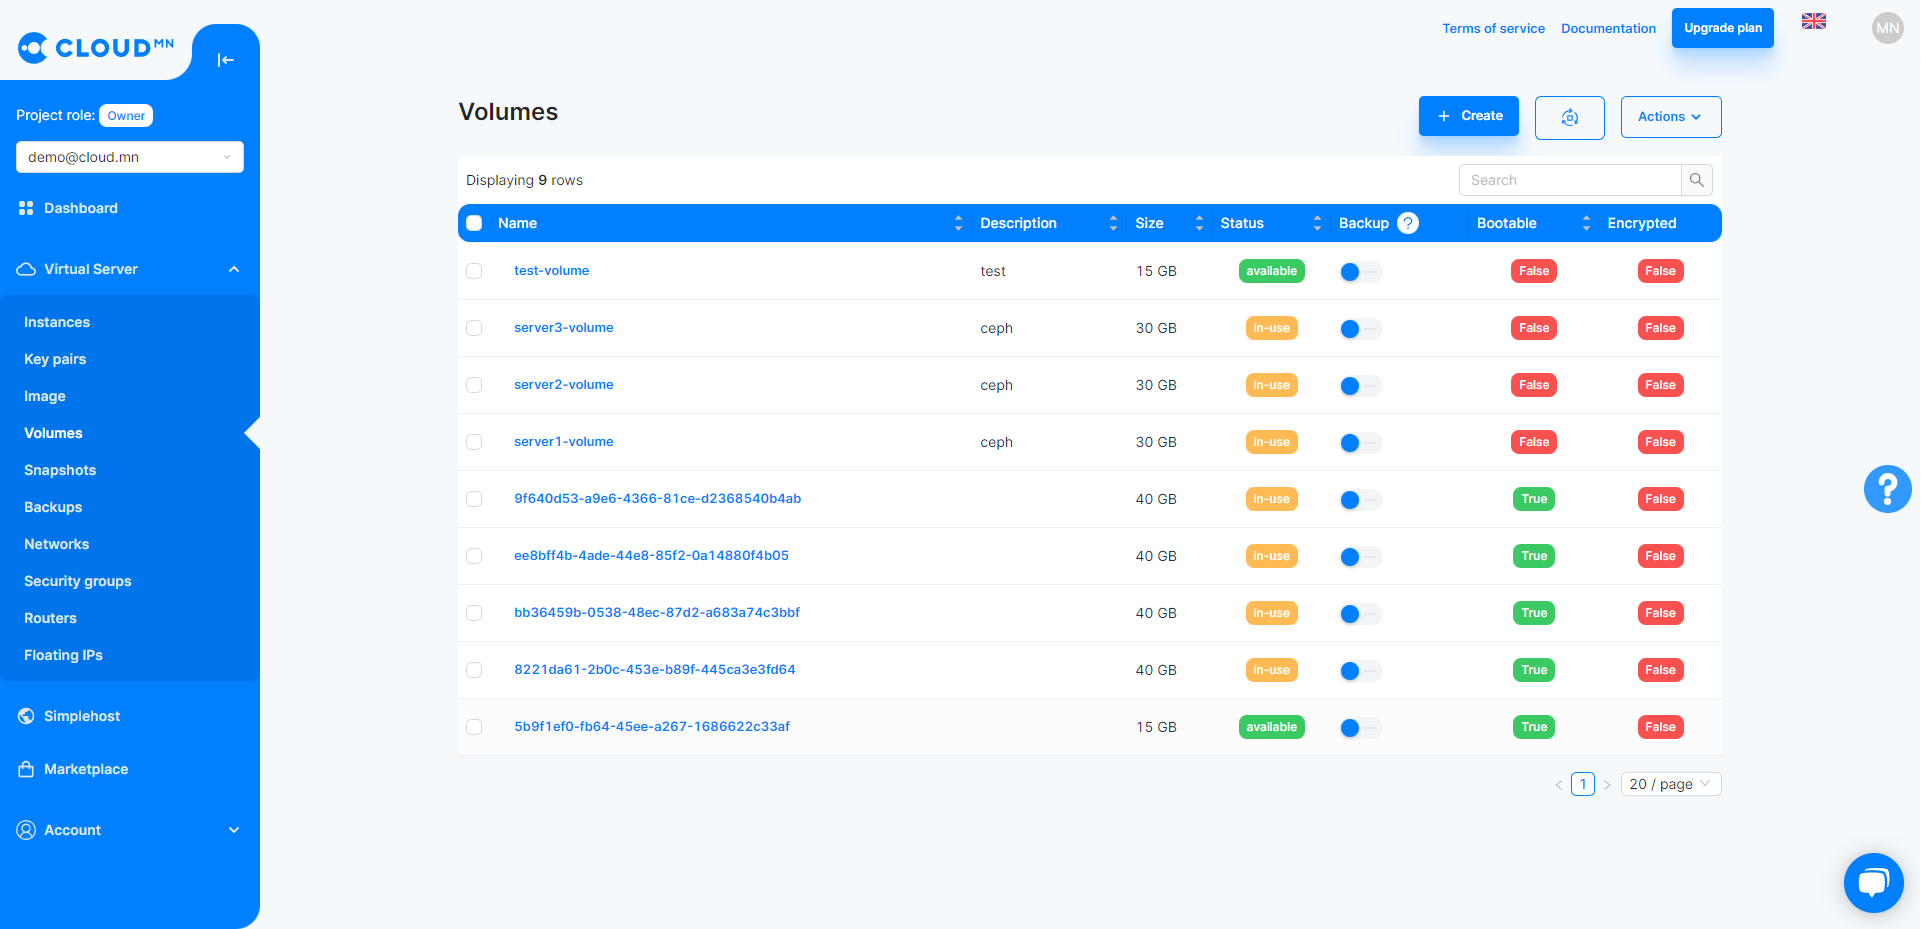 CLOUD MN
Terms of service
Documentation
Upgrade plan
MN
Project role: Owner
demo@cloud.mn
Dashboard
Virtual Server
Instances
Key pairs
Image
Volumes
Snapshots
Backups
Networks
Security groups
Routers
Floating IPs
Simplehost
Marketplace
Account
Volumes
+ Create
Actions
Displaying 9 rows
Search
Name Description Size Status Backup ? Bootable Encrypted
test-volume test 15 GB available False False
server3-volume ceph 30 GB in-use False False
server2-volume ceph 30 GB in-use False False
server1-volume ceph 30 GB in-use False False
9f640d53-a9e6-4366-81ce-d2368540b4ab 40 GB in-use True False
ee8bff4b-4ade-44e8-85f2-0a14880f4b05 40 GB in-use True False
bb36459b-0538-48ec-87d2-a683a74c3bbf 40 GB in-use True False
8221da61-2b0c-453e-b89f-445ca3e3fd64 40 GB in-use True False
5b9f1ef0-fb64-45ee-a267-1686622c33af 15 GB available True False
< 1 > 20 / page
?